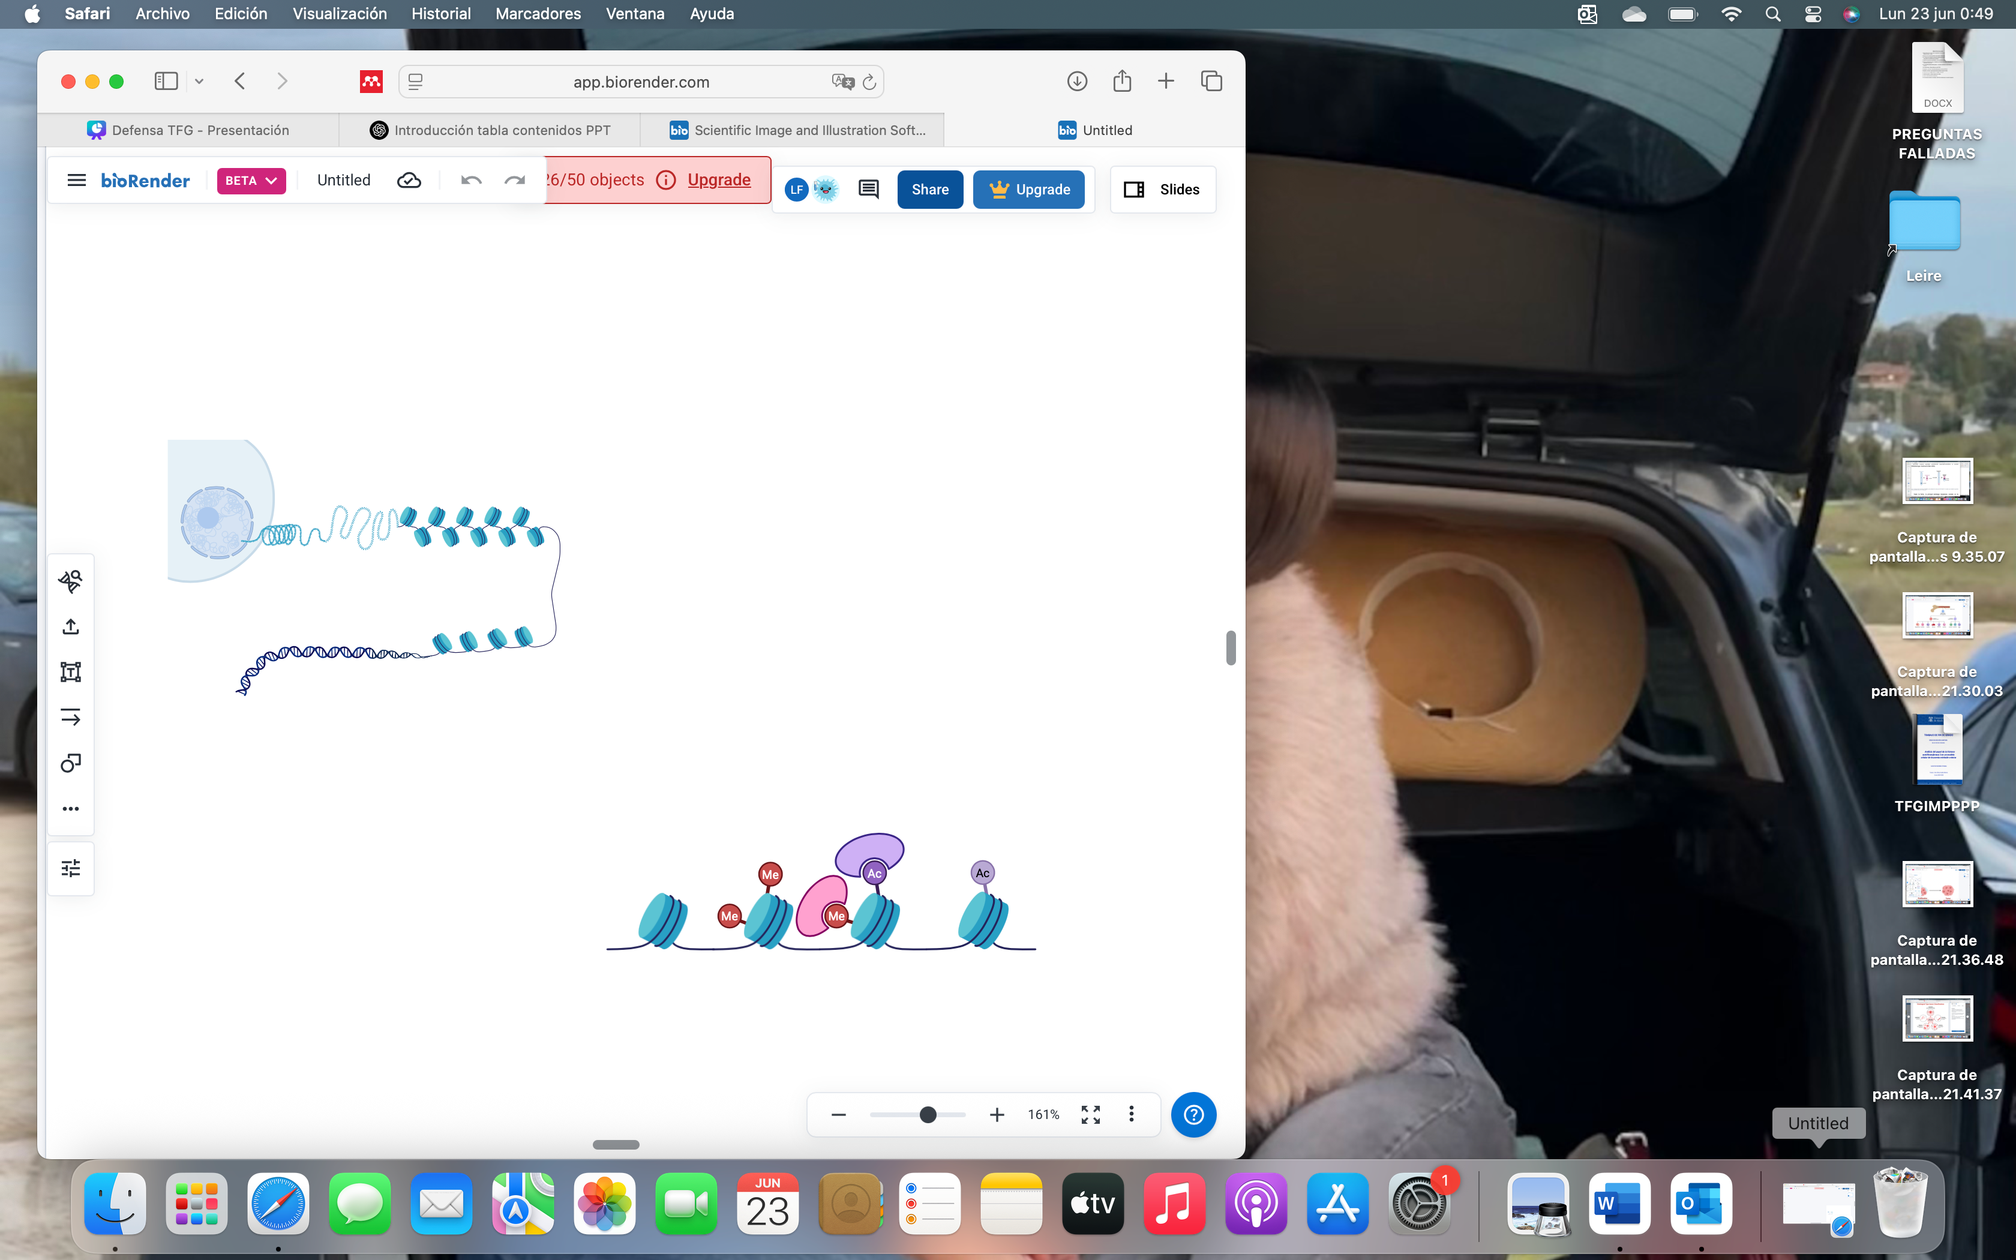 Safari Archivo Edición Visualización Historial Marcadores Ventana Ayuda
Lun 23 jun 0:49
app.biorender.com
Defensa TFG - Presentación
Introducción tabla contenidos PPT
bio Scientific Image and Illustration Soft...
bio Untitled
bioRender
BETA
Untitled
26/50 objects
Upgrade
LF
Share
Upgrade
Slides
Me
Ac
Ac
Me
Me
161%
DOCX
PREGUNTAS
FALLADAS
Leire
Captura de
pantalla...s 9.35.07
Captura de
pantalla...21.30.03
TFGIMPPPP
Captura de
pantalla...21.36.48
Captura de
pantalla...21.41.37
Untitled
JUN
23
tv
1
W
O